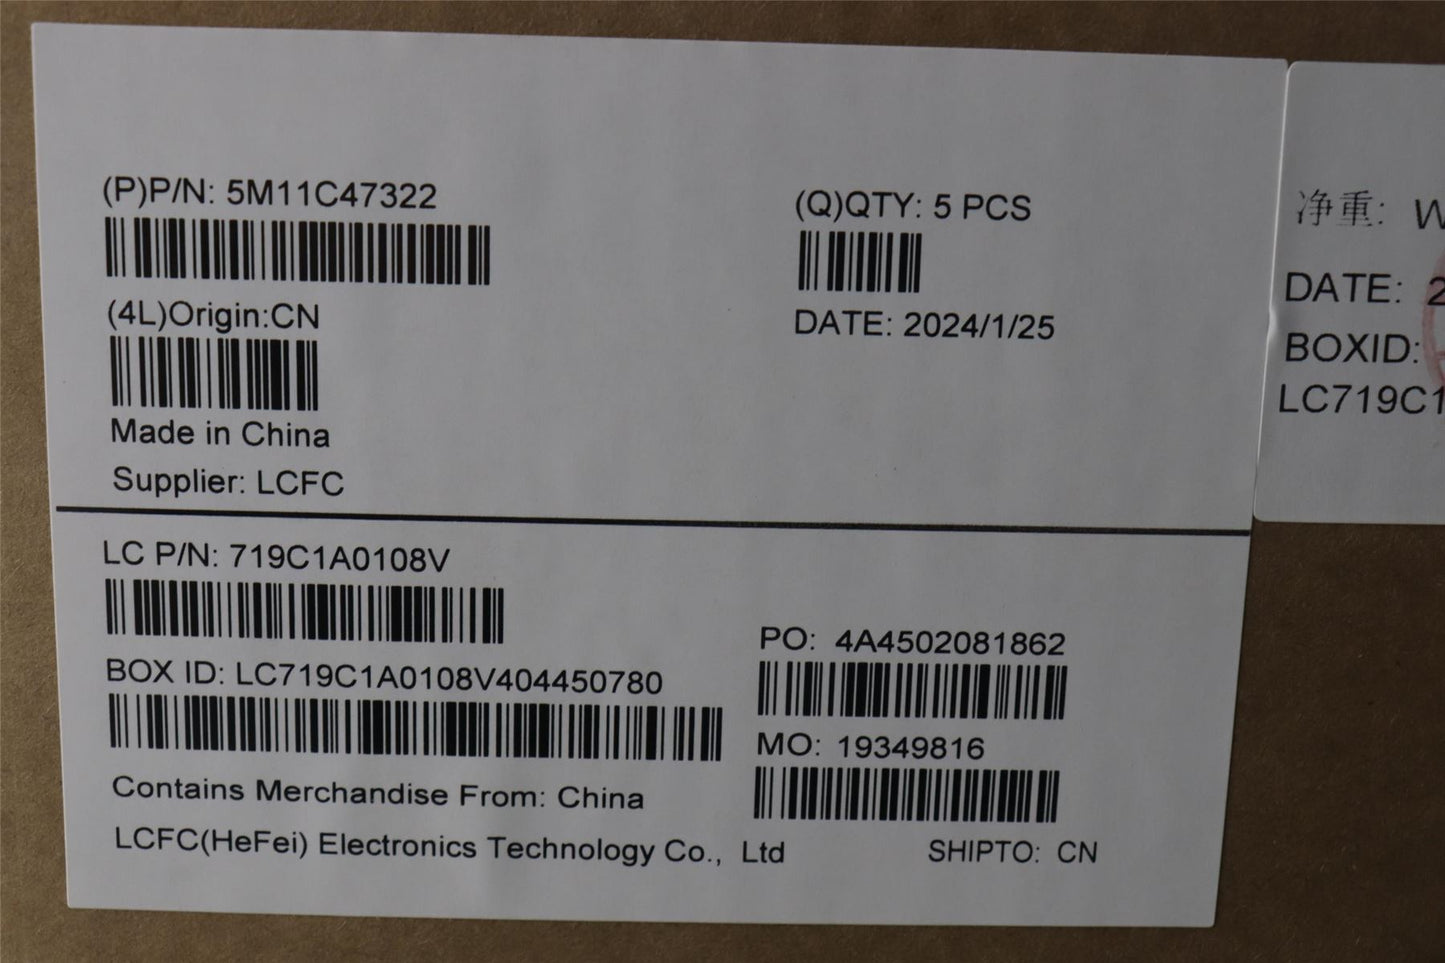 (P)P/N: 5M11C47322
(Q)QTY: 5 PCS
(4L)Origin:CN
DATE: 2024/1/25
Made in China
Supplier: LCFC
LC P/N: 719C1A0108V
PO: 4A4502081862
BOX ID: LC719C1A0108V404450780
MO: 19349816
Contains Merchandise From: China
LCFC(HeFei) Electronics Technology Co., Ltd
SHIPTO: CN
净重:
DATE: 2
BOXID:
LC719C1